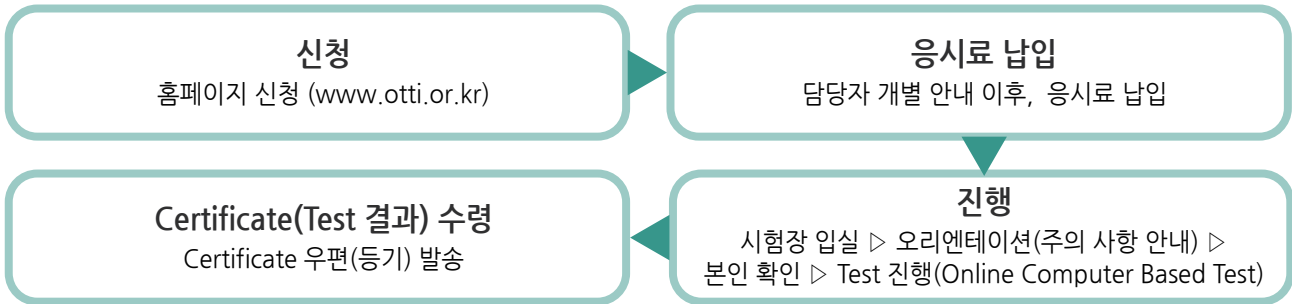 신청
홈페이지 신청 (www.otti.or.kr)
응시료 납입
담당자 개별 안내 이후, 응시료 납입
진행
시험장 입실 ▷ 오리엔테이션(주의 사항 안내) ▷
본인 확인 ▷ Test 진행(Online Computer Based Test)
Certificate(Test 결과) 수령
Certificate 우편(등기) 발송